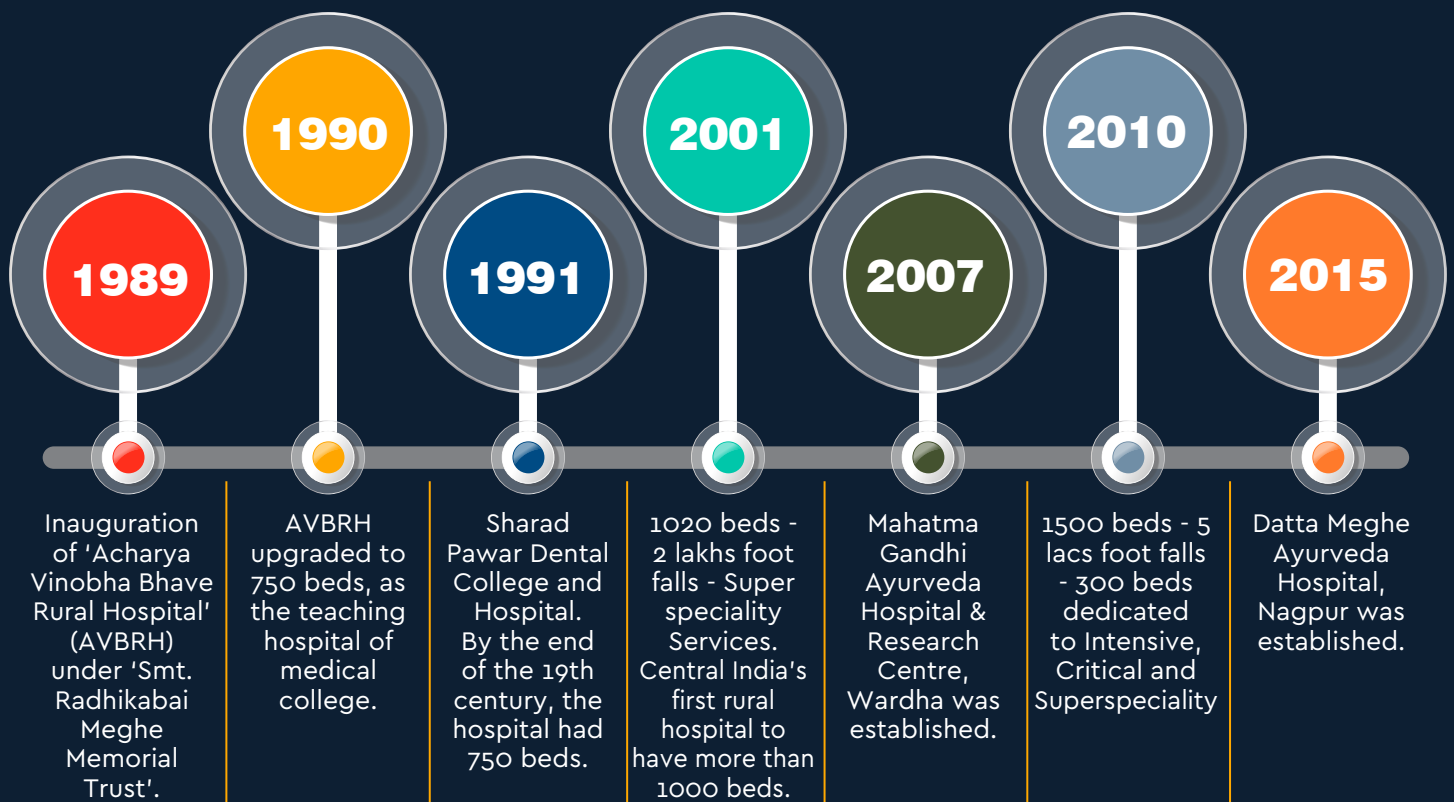 1989
1990
1991
2001
2007
2010
2015
Inauguration
of ‘Acharya
Vinobha Bhave
Rural Hospital’
(AVBRH)
under ‘Smt.
Radhikabai
Meghe
Memorial
Trust’.
AVBRH
upgraded to
750 beds, as
the teaching
hospital of
medical
college.
Sharad
Pawar Dental
College and
Hospital.
By the end
of the 19th
century, the
hospital had
750 beds.
1020 beds -
2 lakhs foot
falls - Super
speciality
Services.
Central India’s
first rural
hospital to
have more than
1000 beds.
Mahatma
Gandhi
Ayurveda
Hospital &
Research
Centre,
Wardha was
established.
1500 beds - 5
lacs foot falls
- 300 beds
dedicated
to Intensive,
Critical and
Superspeciality
Datta Meghe
Ayurveda
Hospital,
Nagpur was
established.